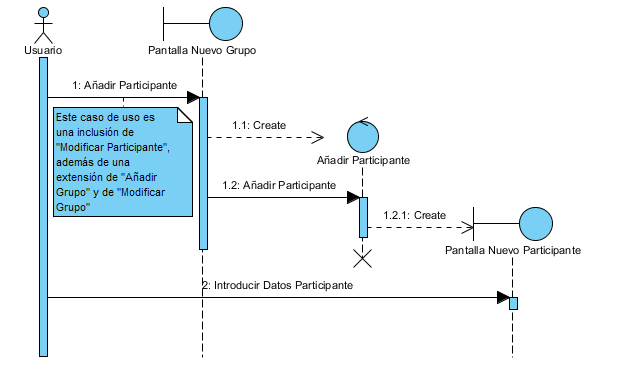 Usuario
Pantalla Nuevo Grupo
1: Añadir Participante
Este caso de uso es
una inclusión de
"Modificar Participante",
además de una
extensión de "Añadir
Grupo" y de "Modificar
Grupo"
1.1: Create
Añadir Participante
1.2: Añadir Participante
1.2.1: Create
Pantalla Nuevo Participante
2: Introducir Datos Participante